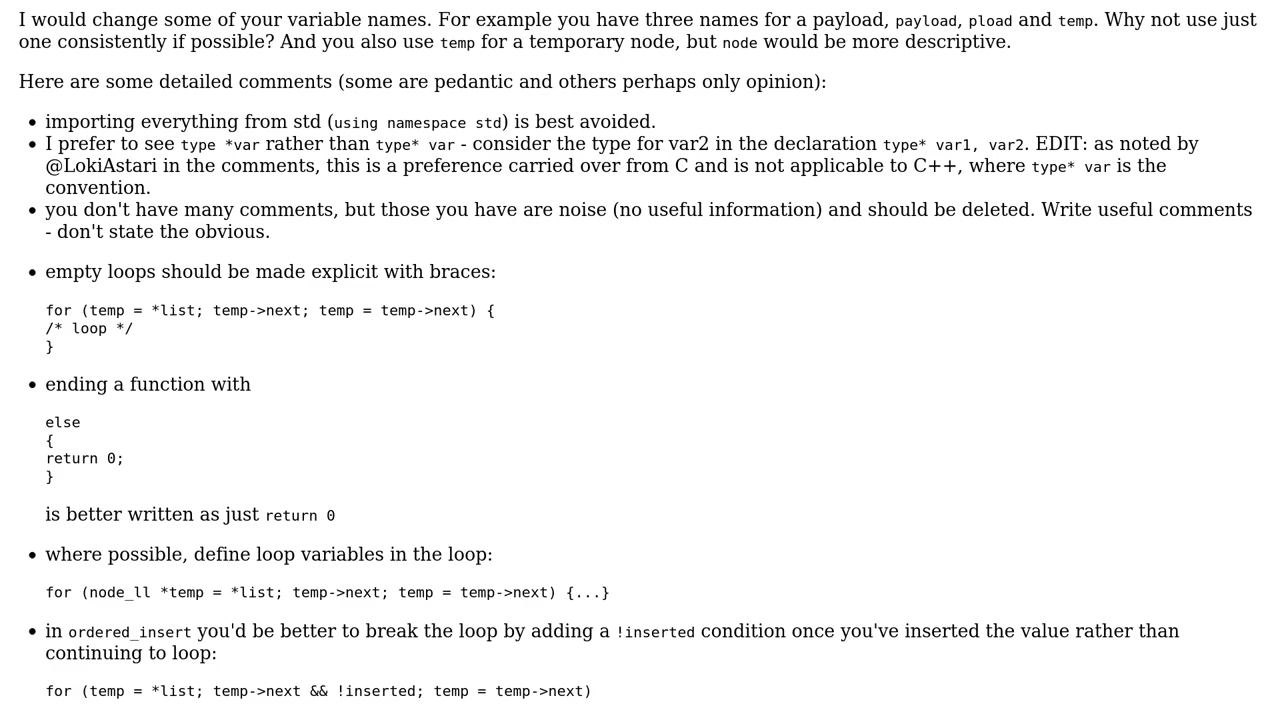 I would change some of your variable names. For example you have three names for a payload, payload, pload and temp. Why not use just
one consistently if possible? And you also use temp for a temporary node, but node would be more descriptive.
Here are some detailed comments (some are pedantic and others perhaps only opinion):
• importing everything from std (using namespace std) is best avoided.
• I prefer to see type *var rather than type* var - consider the type for var2 in the declaration type* var1, var2. EDIT: as noted by
@LokiAstari in the comments, this is a preference carried over from C and is not applicable to C++, where type* var is the
convention.
• you don't have many comments, but those you have are noise (no useful information) and should be deleted. Write useful comments
- don't state the obvious.
• empty loops should be made explicit with braces:
for (temp = *list; temp->next; temp = temp->next) {
/* loop */
}
• ending a function with
else
{
return 0;
}
is better written as just return 0
• where possible, define loop variables in the loop:
for (node_ll *temp = *list; temp->next; temp = temp->next) {...}
• in ordered_insert you'd be better to break the loop by adding a !inserted condition once you've inserted the value rather than
continuing to loop:
for (temp = *list; temp->next && !inserted; temp = temp->next)